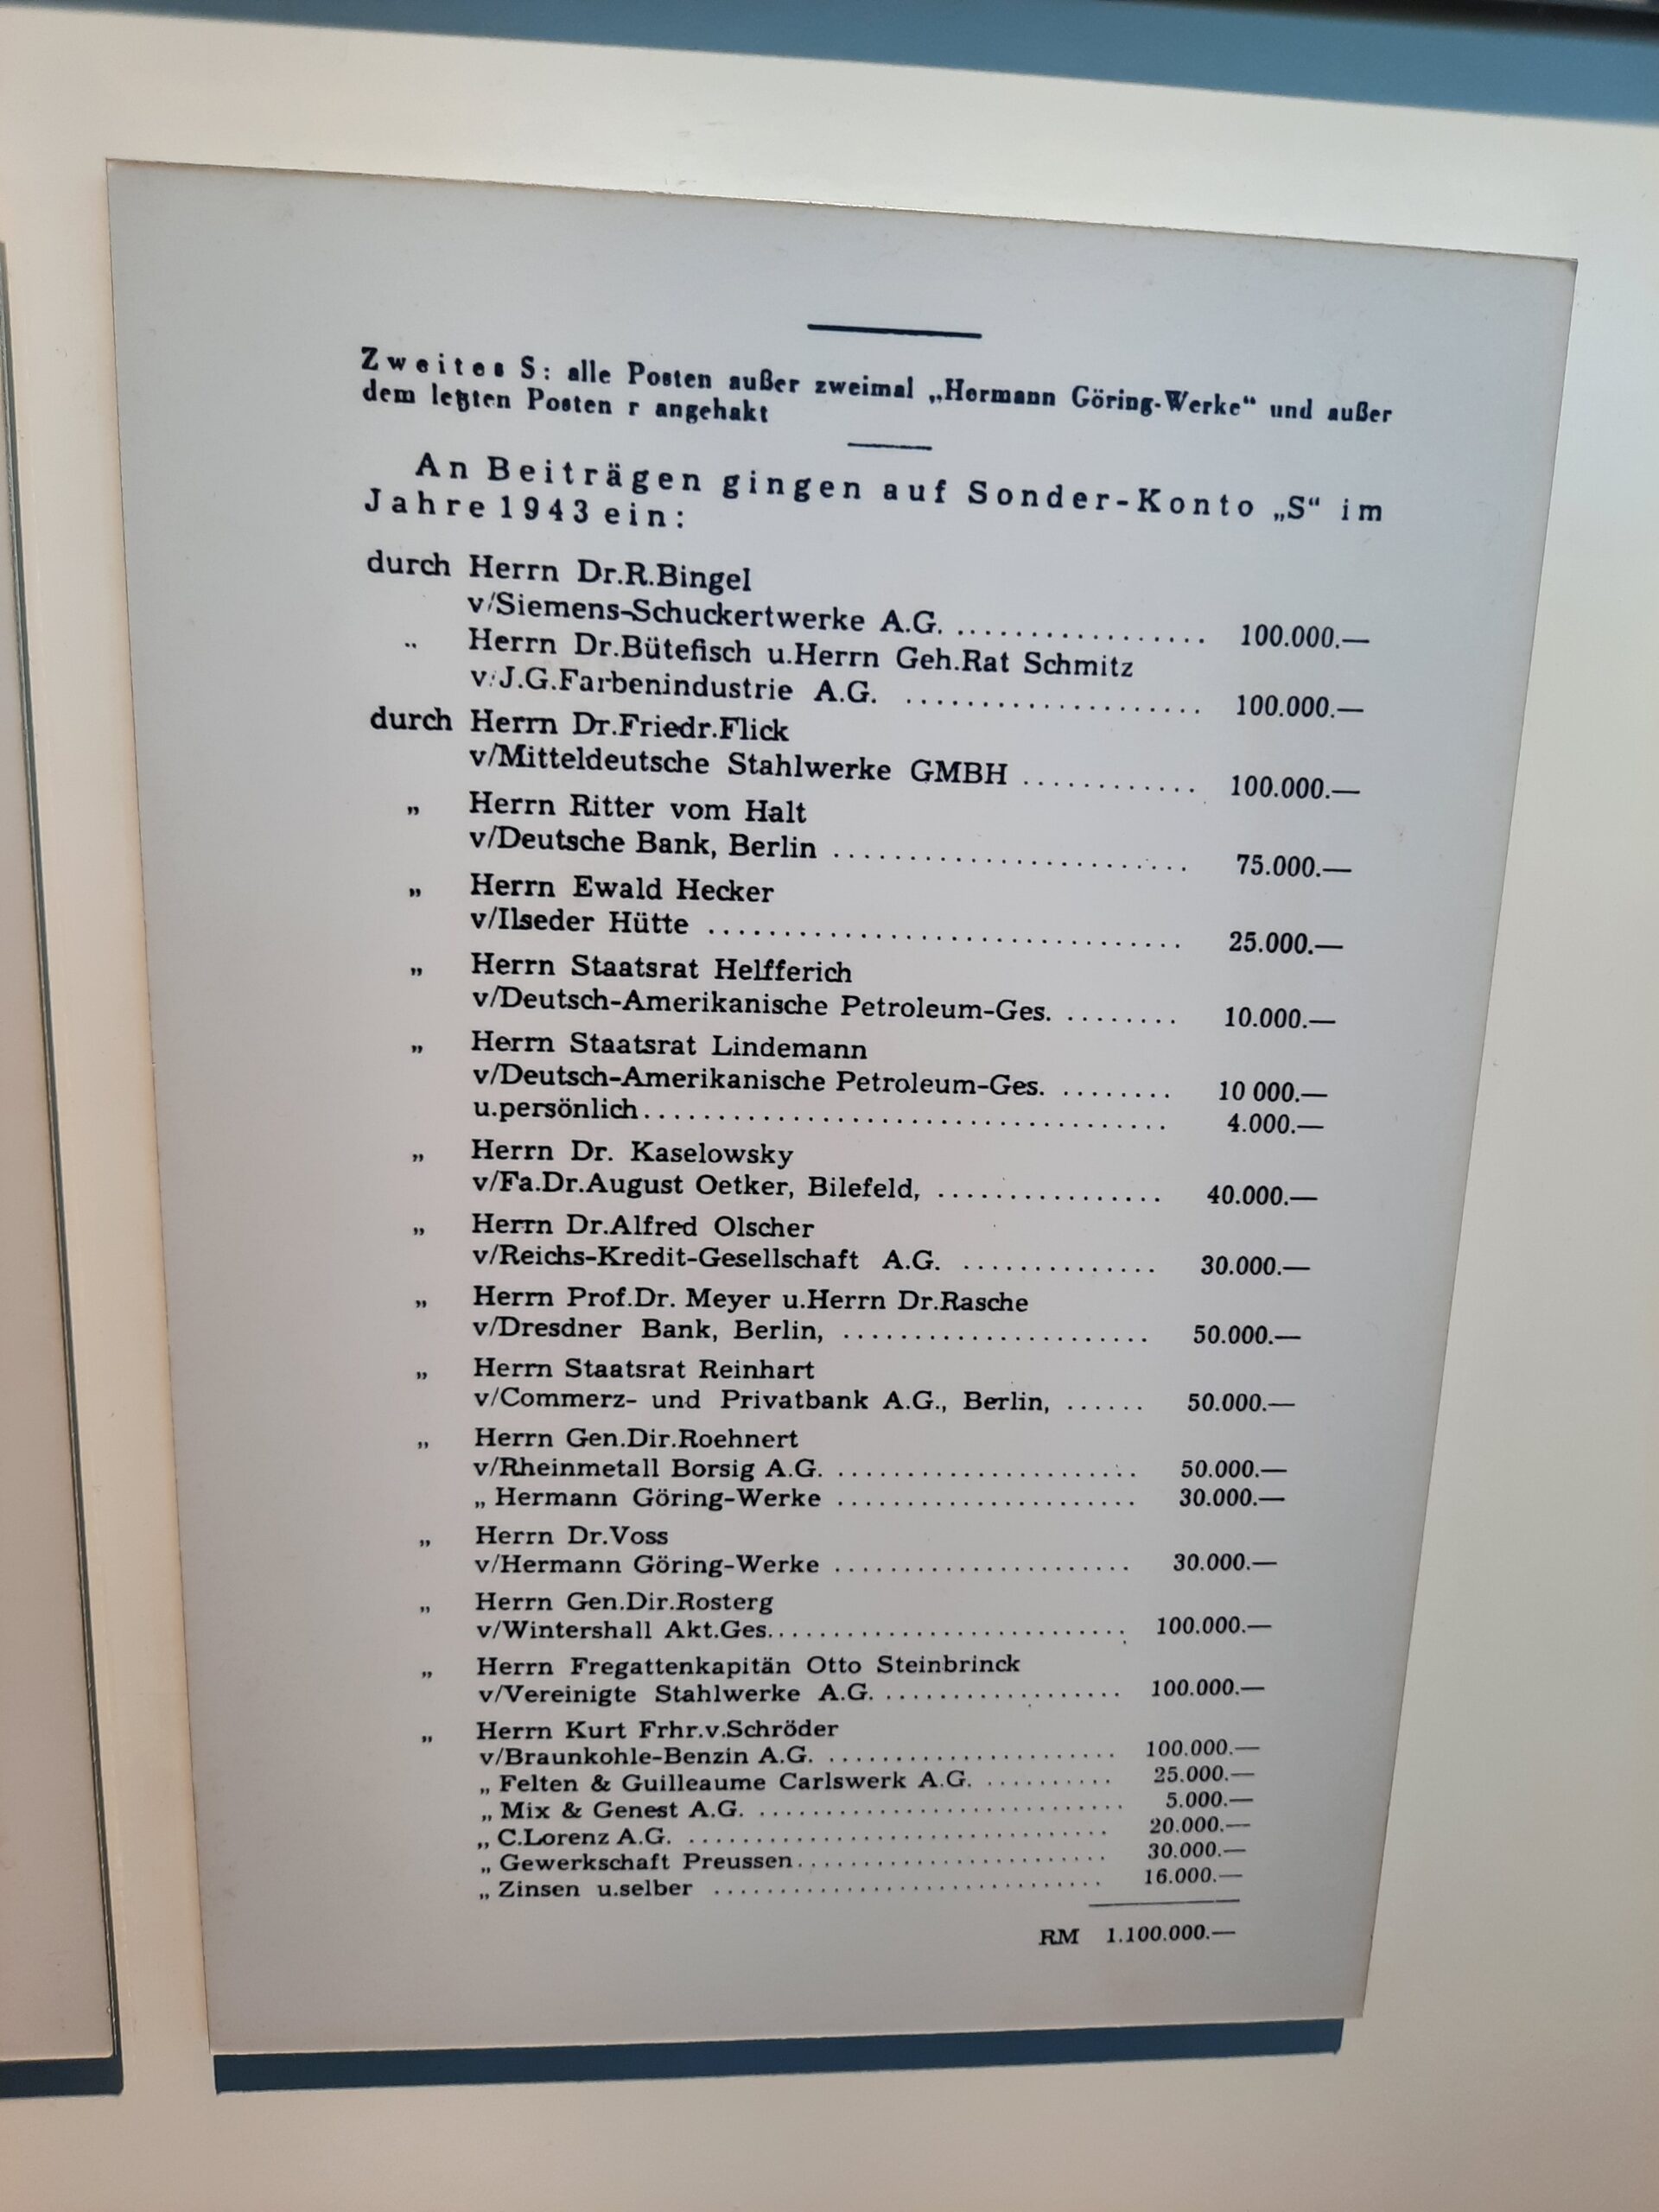 Zweites S: alle Posten außer zweimal „Hermann Göring-Werke“ und außer
dem letzten Posten r angehakt
An Beiträgen gingen auf Sonder-Konto „S“ im
Jahre 1943 ein:
durch Herrn Dr.R.Bingel
v/Siemens-Schuckertwerke A.G. ................. 100.000.—
„ Herrn Dr.Bütefisch u.Herrn Geh.Rat Schmitz
v/J.G.Farbenindustrie A.G. .................... 100.000.—
durch Herrn Dr.Friedr.Flick
v/Mitteldeutsche Stahlwerke GMBH ............ 100.000.—
„ Herrn Ritter vom Halt
v/Deutsche Bank, Berlin ........................ 75.000.—
„ Herrn Ewald Hecker
v/Ilseder Hütte ................................ 25.000.—
„ Herrn Staatsrat Helfferich
v/Deutsch-Amerikanische Petroleum-Ges. ........ 10.000.—
„ Herrn Staatsrat Lindemann
v/Deutsch-Amerikanische Petroleum-Ges. ........ 10 000.—
u.persönlich................................... 4.000.—
„ Herrn Dr. Kaselowsky
v/Fa.Dr.August Oetker, Bilefeld, ................ 40.000.—
„ Herrn Dr.Alfred Olscher
v/Reichs-Kredit-Gesellschaft A.G. .............. 30.000.—
„ Herrn Prof.Dr. Meyer u.Herrn Dr.Rasche
v/Dresdner Bank, Berlin, ...................... 50.000.—
„ Herrn Staatsrat Reinhart
v/Commerz- und Privatbank A.G., Berlin, ...... 50.000.—
„ Herrn Gen.Dir.Roehnert
v/Rheinmetall Borsig A.G. ...................... 50.000.—
„ Hermann Göring-Werke ...................... 30.000.—
„ Herrn Dr.Voss
v/Hermann Göring-Werke ...................... 30.000.—
„ Herrn Gen.Dir.Rosterg
v/Wintershall Akt.Ges........................... 100.000.—
„ Herrn Fregattenkapitän Otto Steinbrinck
v/Vereinigte Stahlwerke A.G. .................. 100.000.—
„ Herrn Kurt Frhr.v.Schröder
v/Braunkohle-Benzin A.G. ...................... 100.000.—
„ Felten & Guilleaume Carlswerk A.G. .......... 25.000.—
„ Mix & Genest A.G. ............................ 5.000.—
„ C.Lorenz A.G. ................................ 20.000.—
„ Gewerkschaft Preussen........................ 30.000.—
„ Zinsen u.selber .............................. 16.000.—
RM 1.100.000.—